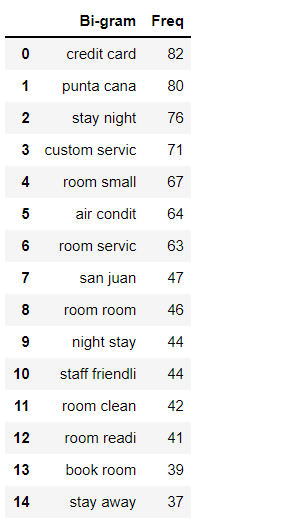 Bi-gram Freq
0 credit card 82
1 punta cana 80
2 stay night 76
3 custom servic 71
4 room small 67
5 air condit 64
6 room servic 63
7 san juan 47
8 room room 46
9 night stay 44
10 staff friendli 44
11 room clean 42
12 room readi 41
13 book room 39
14 stay away 37